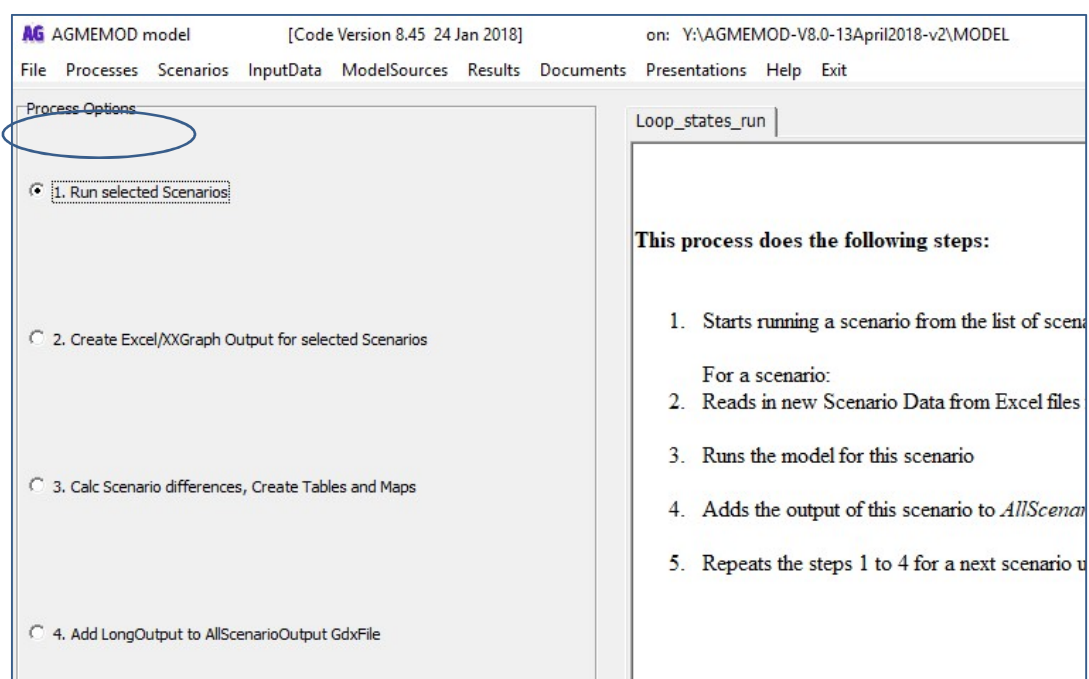 AG AGMEMOD model [Code Version 8.45 24 Jan 2018] on: Y:\AGMEMOD-V8.0-13April2018-v2\MODEL
File Processes Scenarios InputData ModelSources Results Documents Presentations Help Exit
Process Options
Loop_states_run
1. Run selected Scenarios
This process does the following steps:
1. Starts running a scenario from the list of
2. Create Excel/XXGraph Output for selected Scenarios
For a scenario:
2. Reads in new Scenario Data from Excel files
3. Runs the model for this scenario
3. Calc Scenario differences, Create Tables and Maps
4. Adds the output of this scenario to
5. Repeats the steps 1 to 4 for a next scenario
4. Add LongOutput to AllScenarioOutput GdxFile